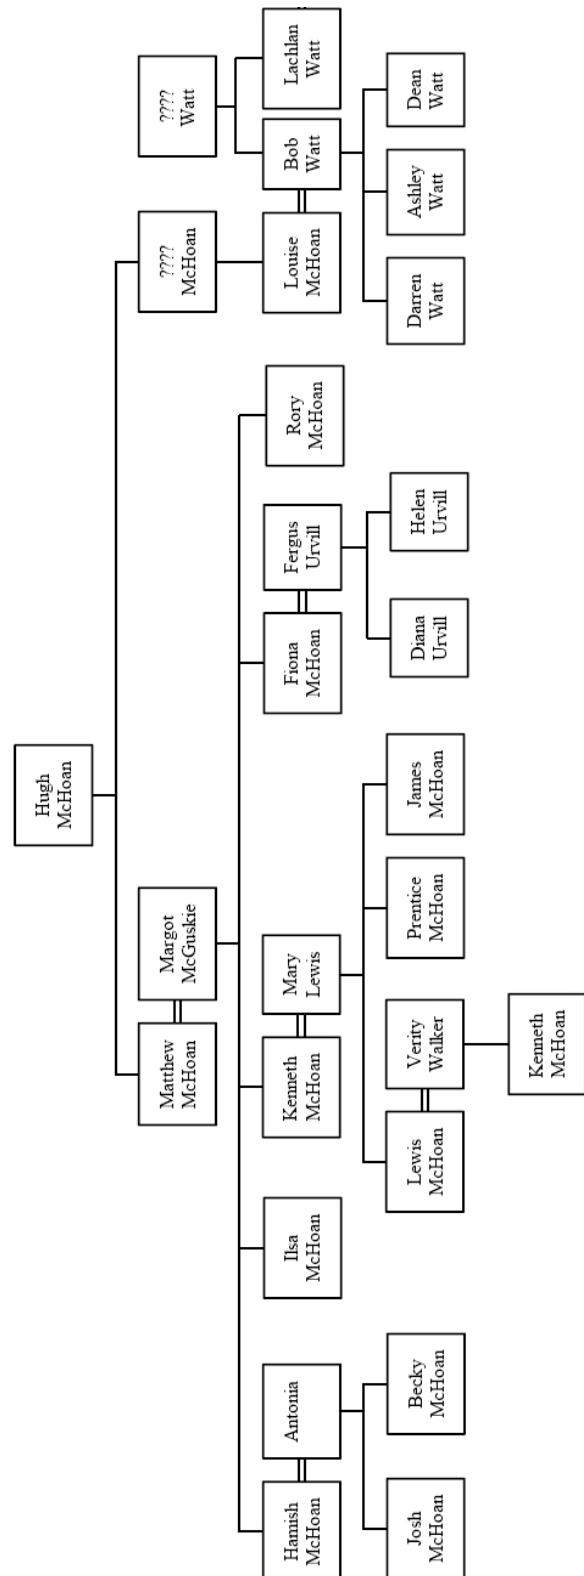 Hugh
McHoan
Matthew
McHoan
Margot
McGuskie
????
McHoan
????
Watt
Hamish
McHoan
Antonia
Ilsa
McHoan
Kenneth
McHoan
Mary
Lewis
Fiona
McHoan
Fergus
Urvill
Rory
McHoan
Louise
McHoan
Bob
Watt
Lachlan
Watt
Josh
McHoan
Becky
McHoan
Lewis
McHoan
Verity
Walker
Prentice
McHoan
James
McHoan
Diana
Urvill
Helen
Urvill
Darren
Watt
Ashley
Watt
Dean
Watt
Kenneth
McHoan